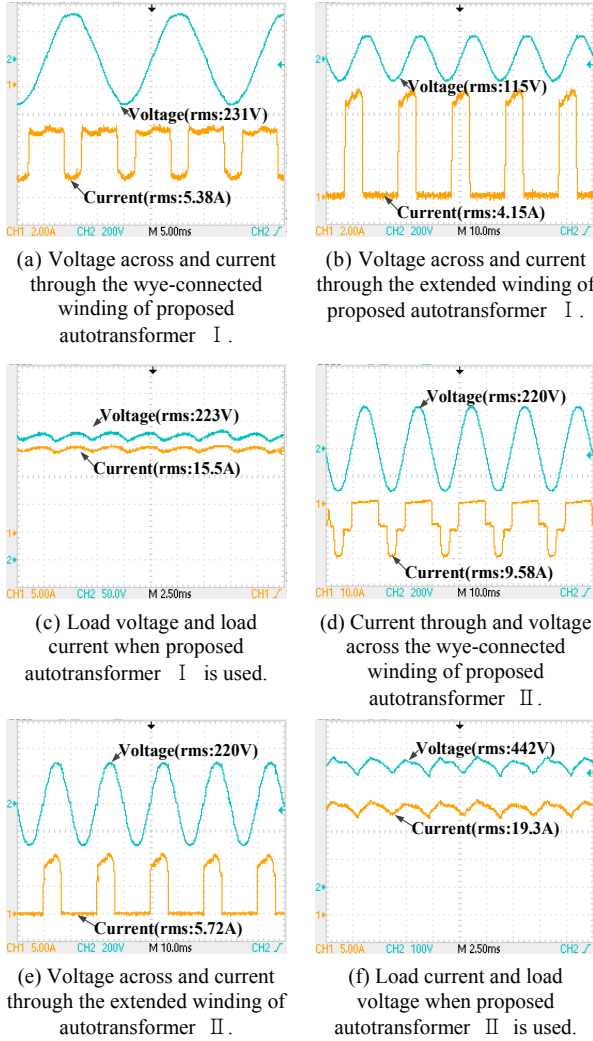 2
1
Voltage(rms:231V)
Current(rms:5.38A)
CH1 2.00A CH2 200V M 5.00ms CH2
(a) Voltage across and current
through the wye-connected
winding of proposed
autotransformer Ⅰ.
2
Voltage(rms:115V)
1
Current(rms:4.15A)
CH1 2.00A CH2 200V M 10.0ms CH2
(b) Voltage across and current
through the extended winding of
proposed autotransformer Ⅰ.
Voltage(rms:223V)
Current(rms:15.5A)
1
2
CH1 5.00A CH2 50.0V M 2.50ms CH1
(c) Load voltage and load
current when proposed
autotransformer Ⅰ is used.
Voltage(rms:220V)
2
1
Current(rms:9.58A)
CH1 10.0A CH2 200V M 10.0ms CH2
(d) Current through and voltage
across the wye-connected
winding of proposed
autotransformer Ⅱ.
Voltage(rms:220V)
2
1
Current(rms:5.72A)
CH1 5.00A CH2 200V M 10.0ms CH2
(e) Voltage across and current
through the extended winding of
autotransformer Ⅱ.
Voltage(rms:442V)
Current(rms:19.3A)
2
1
CH1 5.00A CH2 100V M 2.50ms CH2
(f) Load current and load
voltage when proposed
autotransformer Ⅱ is used.